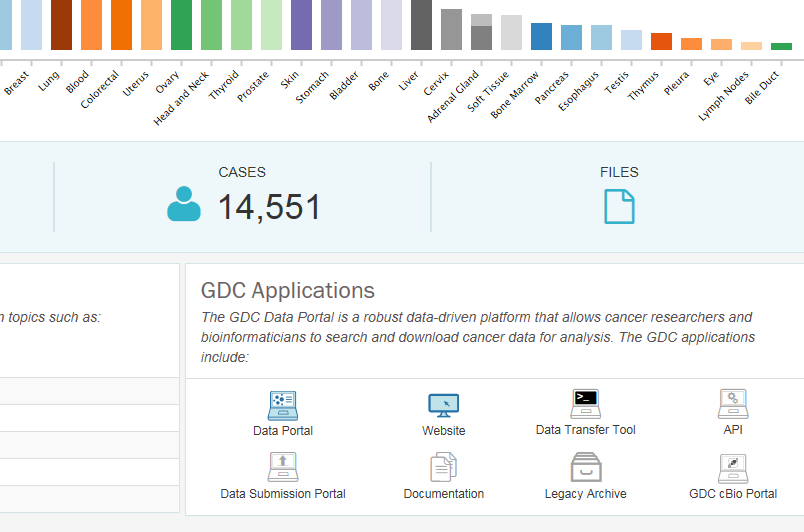 Breast
Lung
Blood
Colorectal
Uterus
Ovary
Head and Neck
Thyroid
Prostate
Skin
Stomach
Bladder
Bone
Liver
Cervix
Adrenal Gland
Soft Tissue
Bone Marrow
Pancreas
Esophagus
Testis
Thymus
Pleura
Eye
Lymph Nodes
Bile Duct
CASES
14,551
FILES
n topics such as:
GDC Applications
The GDC Data Portal is a robust data-driven platform that allows cancer researchers and
bioinformaticians to search and download cancer data for analysis. The GDC applications
include:
Data Portal
Website
>_
Data Transfer Tool
API
Data Submission Portal
Documentation
Legacy Archive
GDC cBio Portal